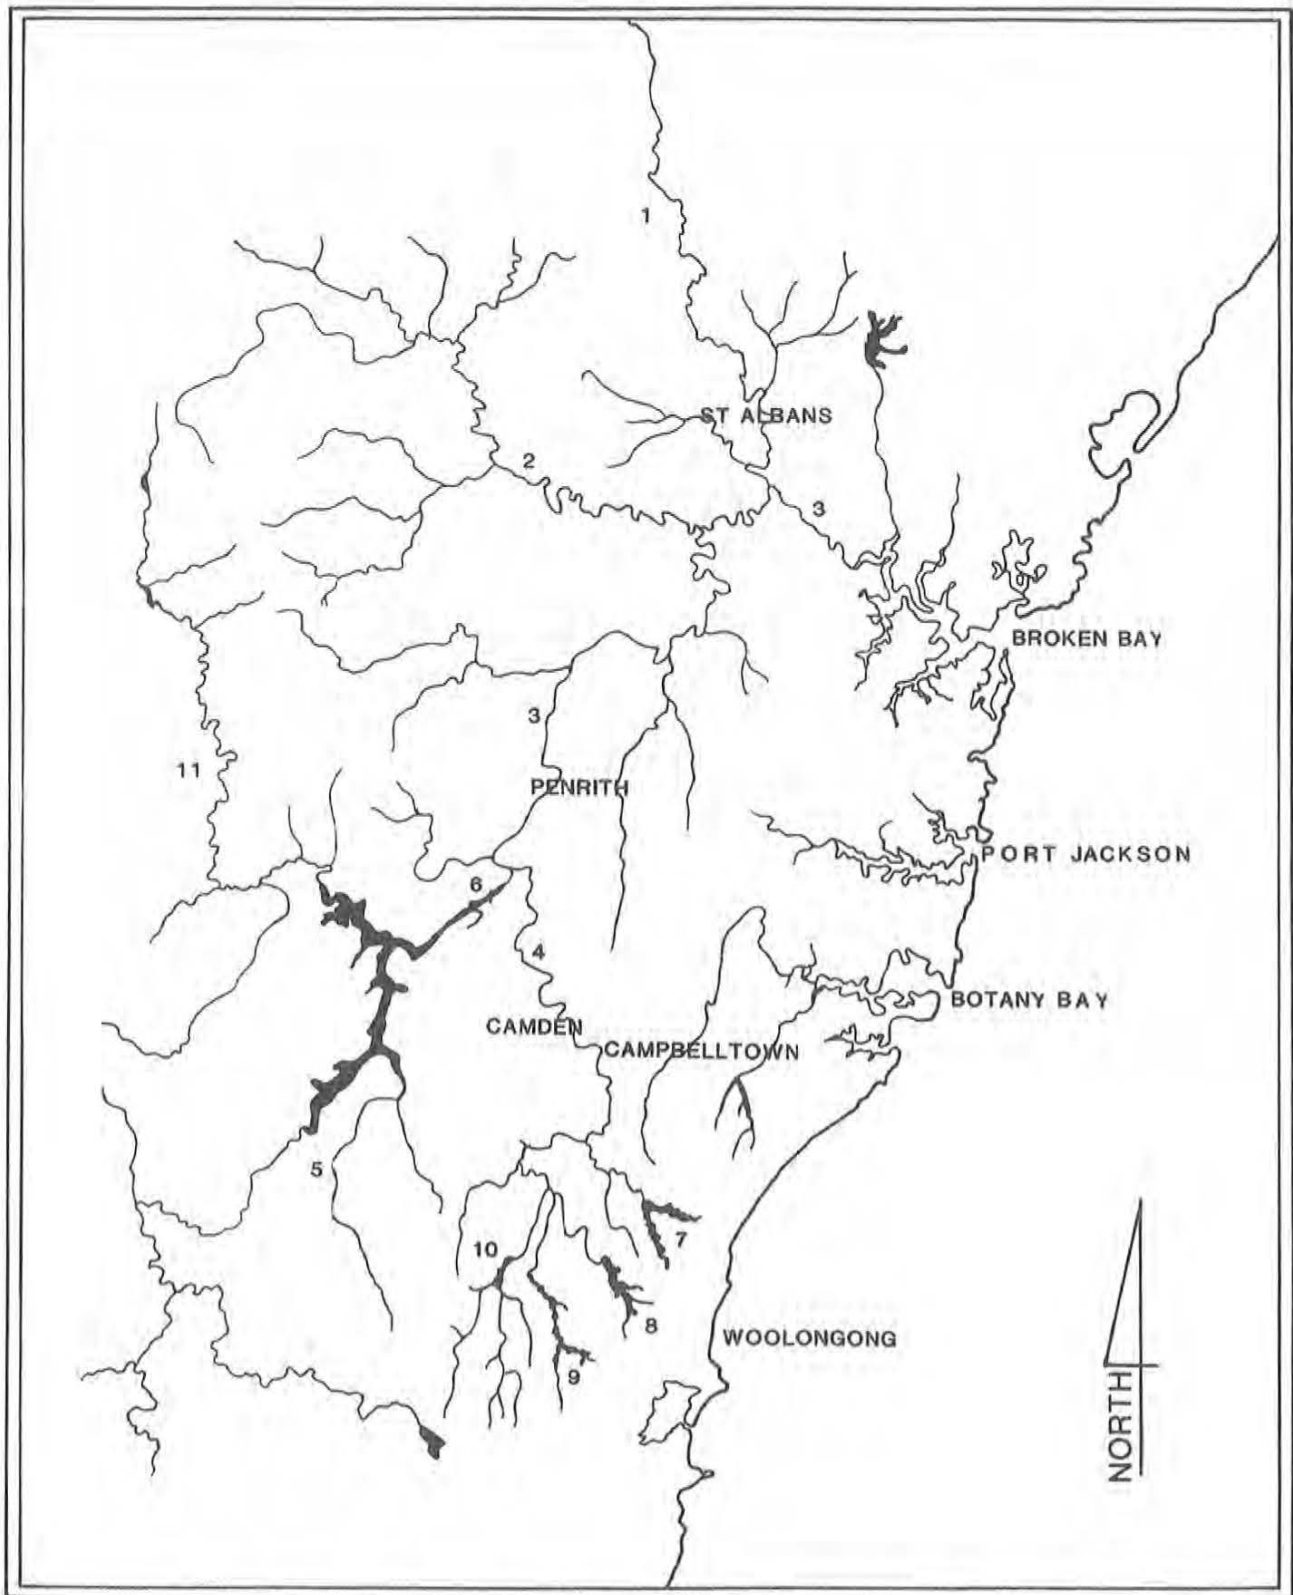 1
ST ALBANS
2
3
BROKEN BAY
3
11
PENRITH
PORT JACKSON
6
4
BOTANY BAY
CAMDEN
CAMPBELLTOWN
5
7
10
8
WOOLONGONG
9
NORTH